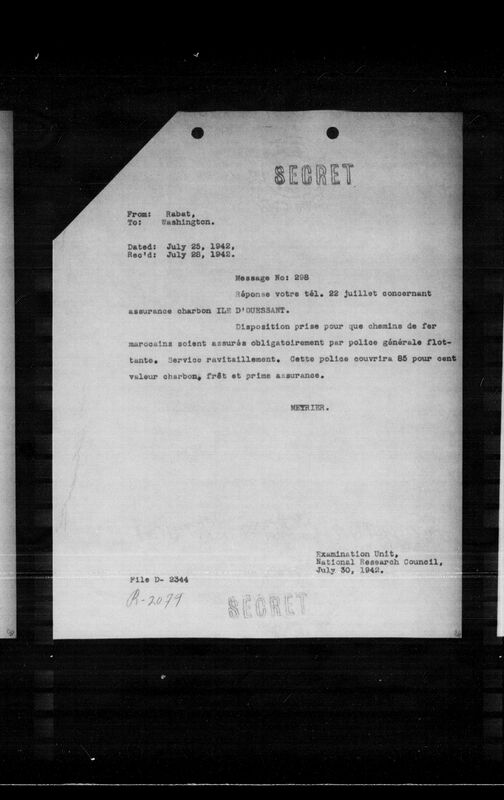 SECRET
From: Rabat,
To: Washington.
Dated: July 25, 1942,
Rec'd: July 28, 1942.
Message No: 298
Réponse votre tél. 22 juillet concernant
assurance charbon ILE D'OUESSANT.
Disposition prise pour que chemins de fer
marocains soient assurés obligatoirement par police générale flot-
tante. Service ravitaillement. Cette police couvrira 85 pour cent
valeur charbon, frêt et prime assurance.
MEYRIER.
Examination Unit,
National Research Council,
July 30, 1942.
File D- 2344
R-2079
SECRET